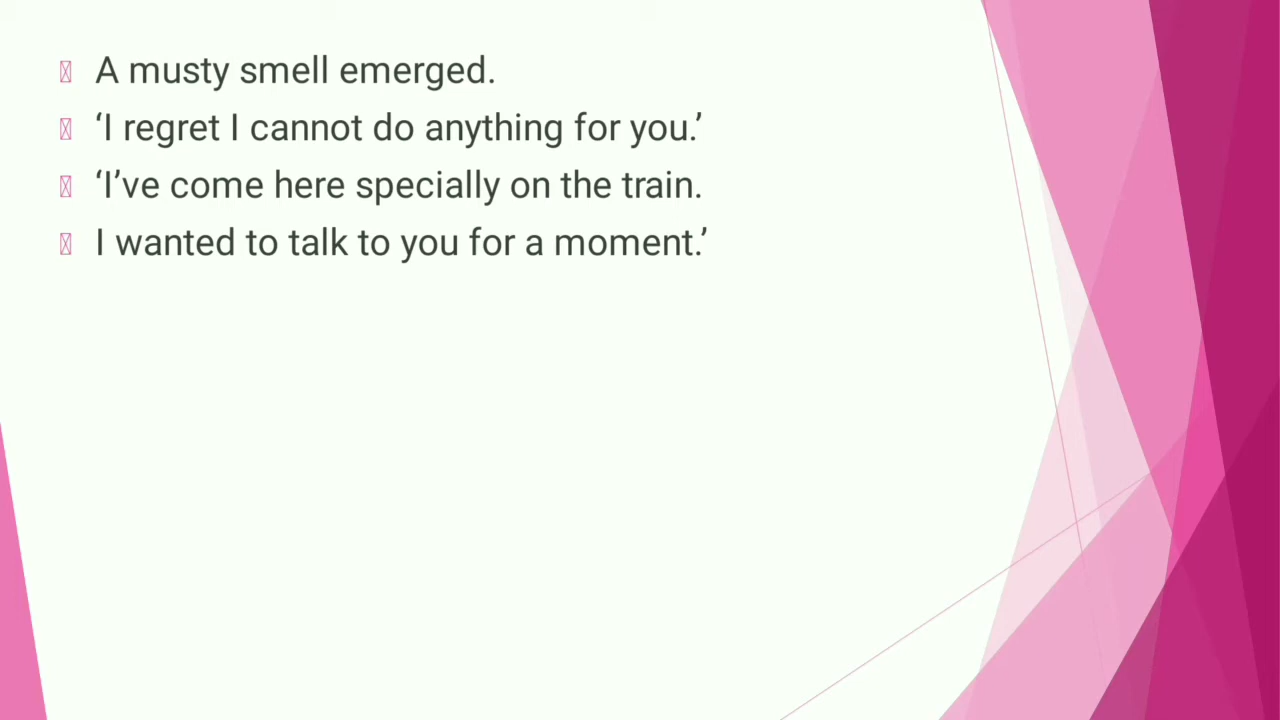 A musty smell emerged.
‘I regret I cannot do anything for you.’
‘I’ve come here specially on the train.
I wanted to talk to you for a moment.’